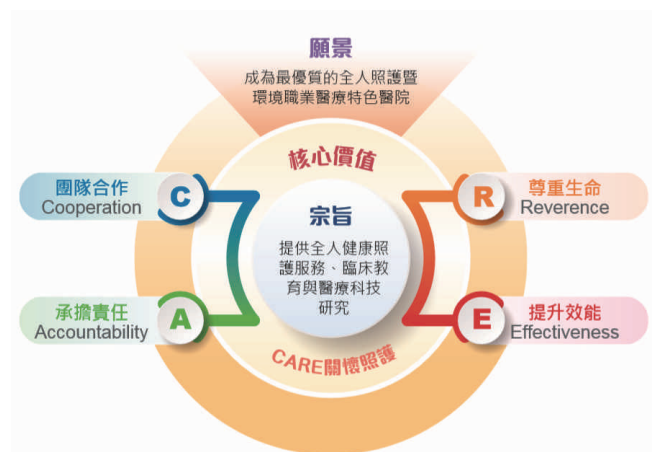 願景
成為最優質的全人照護暨
環境職業醫療特色醫院
核心價值
團隊合作
Cooperation
C
R
尊重生命
Reverence
宗旨
提供全人健康照
護服務、臨床教
育與醫療科技
研究
承擔責任
Accountability
A
E
提升效能
Effectiveness
CARE關懷照護